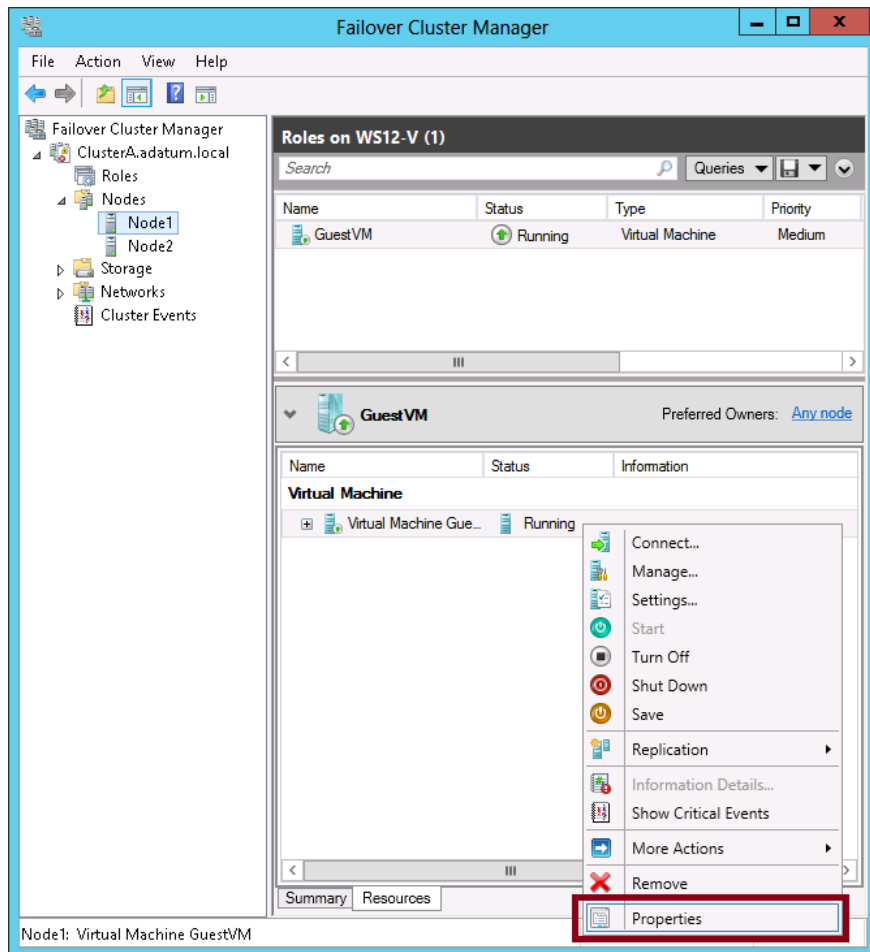 Failover Cluster Manager
File Action View Help
Failover Cluster Manager
ClusterA.adatum.local
Roles
Nodes
Node1
Node2
Storage
Networks
Cluster Events
Roles on WS12-V (1)
Search
Queries
Name Status Type Priority
GuestVM Running Virtual Machine Medium
GuestVM Preferred Owners: Any node
Name Status Information
Virtual Machine
Virtual Machine Gue... Running
Connect...
Manage...
Settings...
Start
Turn Off
Shut Down
Save
Replication
Information Details...
Show Critical Events
More Actions
Remove
Properties
Summary Resources
Node1: Virtual Machine GuestVM